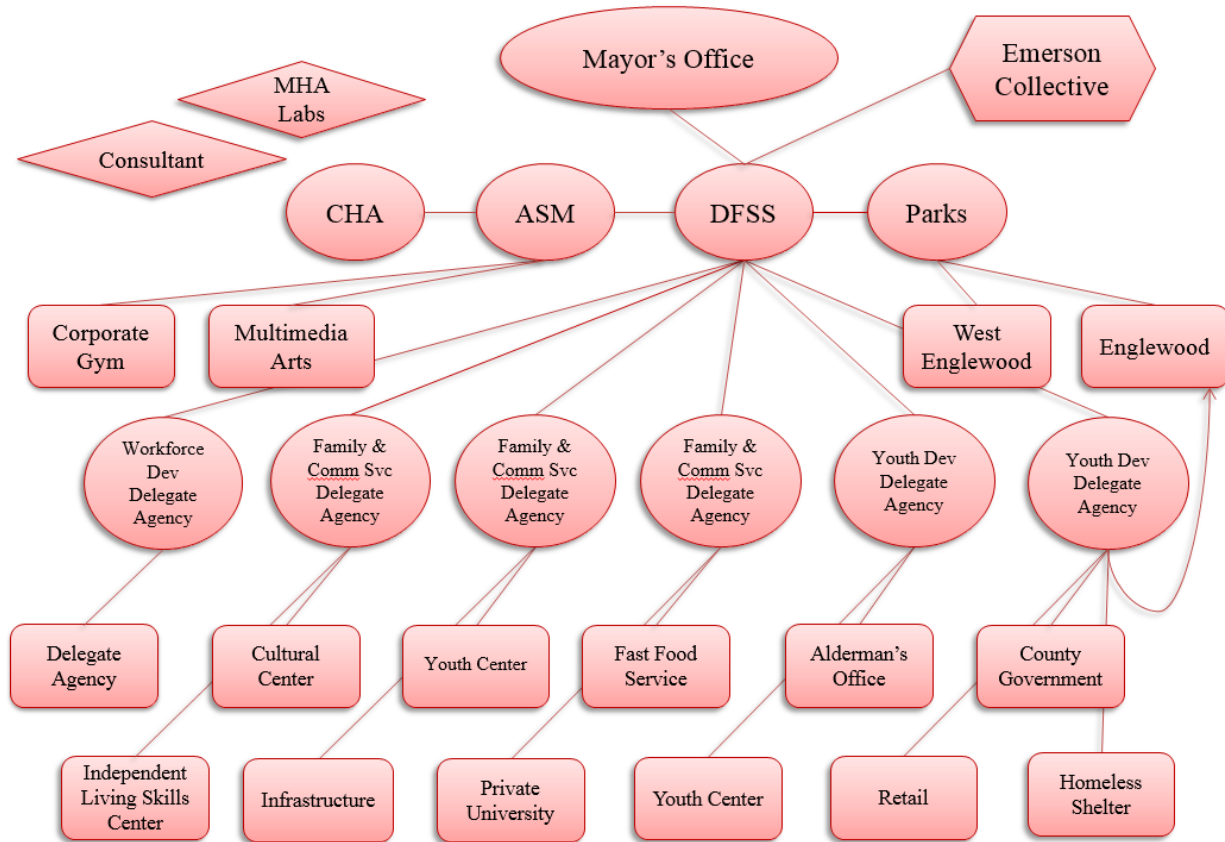 Mayor’s Office
Emerson
Collective
MHA
Labs
Consultant
CHA
ASM
DFSS
Parks
Corporate
Gym
Multimedia
Arts
West
Englewood
Englewood
Workforce
Dev
Delegate
Agency
Family &
Comm Svc
Delegate
Agency
Family &
Comm Svc
Delegate
Agency
Family &
Comm Svc
Delegate
Agency
Youth Dev
Delegate
Agency
Youth Dev
Delegate
Agency
Delegate
Agency
Cultural
Center
Youth Center
Fast Food
Service
Alderman’s
Office
County
Government
Independent
Living Skills
Center
Infrastructure
Private
University
Youth Center
Retail
Homeless
Shelter